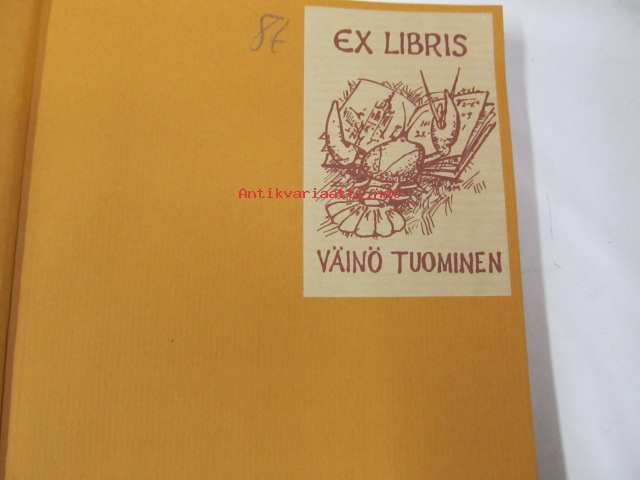 87
EX LIBRIS
Antikvariaatti.net
VÄINÖ TUOMINEN